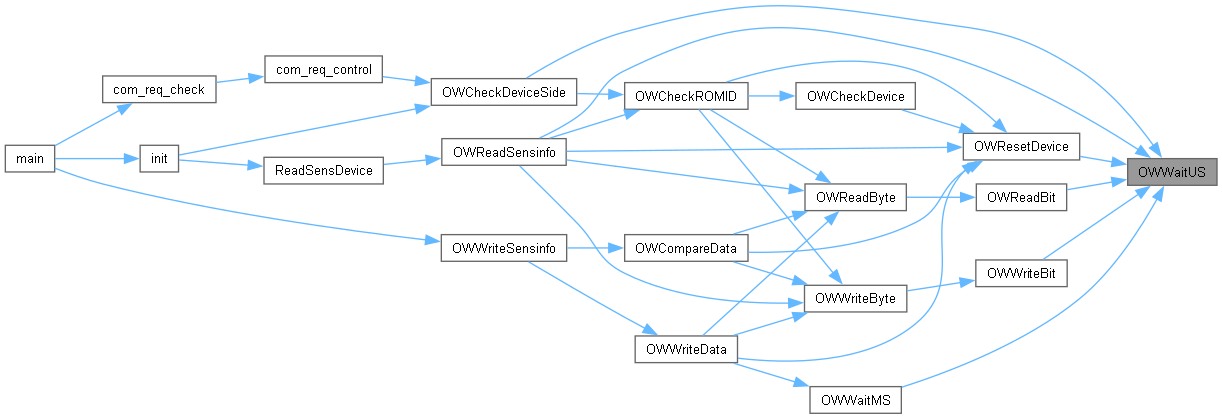 main
com_req_check
init
com_req_control
ReadSensDevice
OWCheckDeviceSide
OWReadSensinfo
OWWriteSensinfo
OWCheckROMID
OWCompareData
OWWriteData
OWCheckDevice
OWReadByte
OWWriteByte
OWWaitMS
OWResetDevice
OWReadBit
OWWriteBit
OWWaitUS